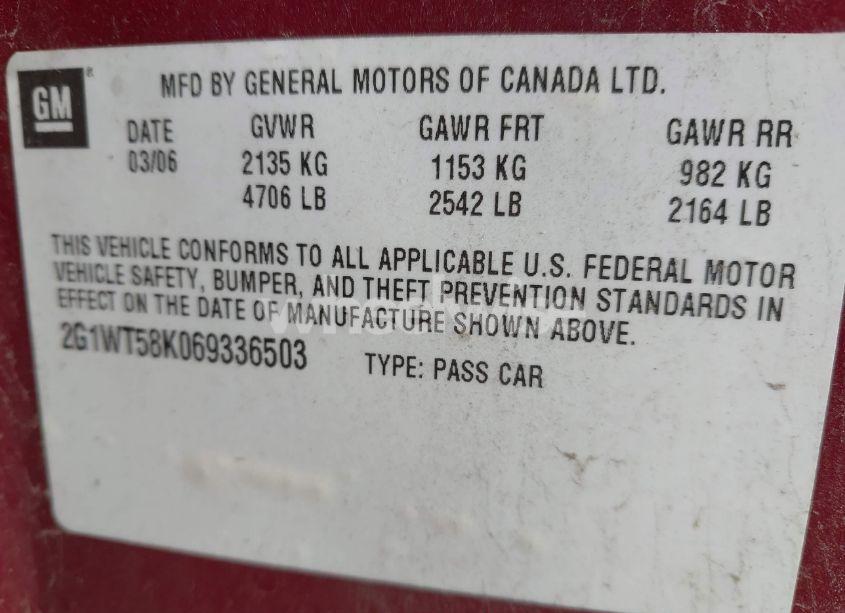 GM
MFD BY GENERAL MOTORS OF CANADA LTD.
DATE GVWR GAWR FRT GAWR RR
03/06 2135 KG 1153 KG 982 KG
4706 LB 2542 LB 2164 LB
THIS VEHICLE CONFORMS TO ALL APPLICABLE U.S. FEDERAL MOTOR
VEHICLE SAFETY, BUMPER, AND THEFT PREVENTION STANDARDS IN
EFFECT ON THE DATE OF MANUFACTURE SHOWN ABOVE.
2G1WT58K069336503 TYPE: PASS CAR